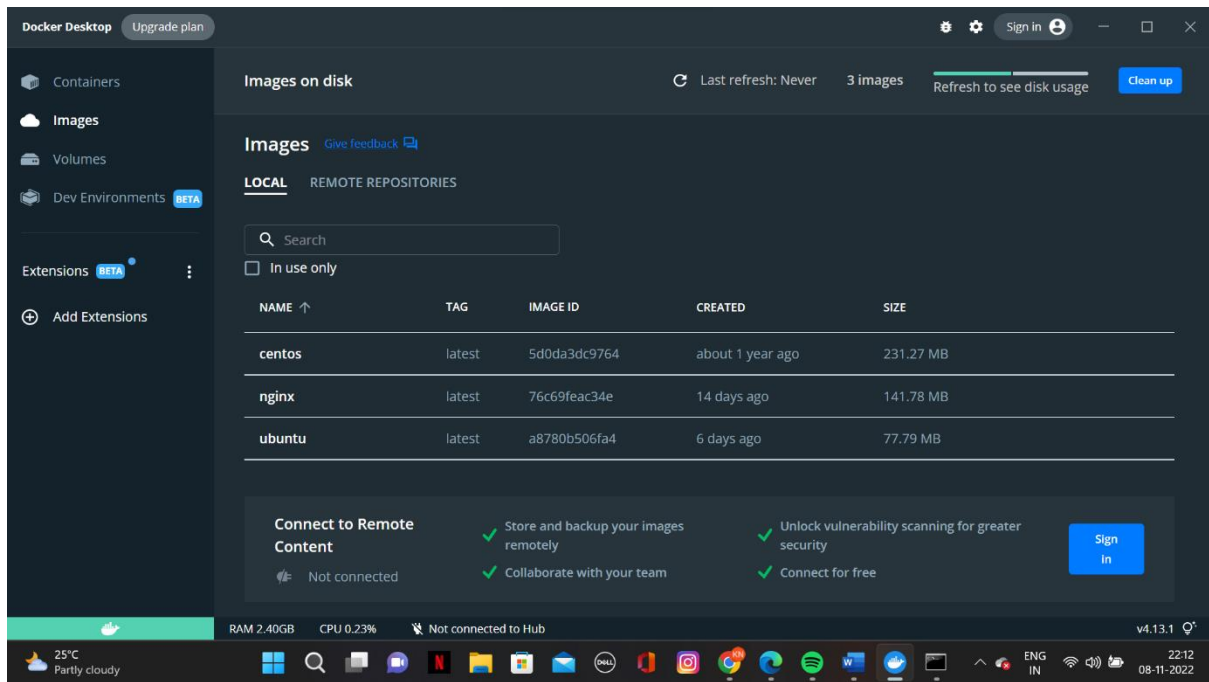 Docker Desktop Upgrade plan Sign in
Containers
Images
Volumes
Dev Environments BETA
Extensions BETA
Add Extensions
Images on disk Last refresh: Never 3 images Refresh to see disk usage Clean up
Images Give feedback
LOCAL REMOTE REPOSITORIES
Search
In use only
NAME TAG IMAGE ID CREATED SIZE
centos latest 5d0da3dc9764 about 1 year ago 231.27 MB
nginx latest 76c69feac34e 14 days ago 141.78 MB
ubuntu latest a8780b506fa4 6 days ago 77.79 MB
Connect to Remote
Content
Not connected
Store and backup your images
remotely
Collaborate with your team
Unlock vulnerability scanning for greater
security
Connect for free
Sign
in
RAM 2.40GB CPU 0.23% Not connected to Hub v4.13.1
25°C
Partly cloudy
N
DELL
KN
W
ENG
IN
22:12
08-11-2022